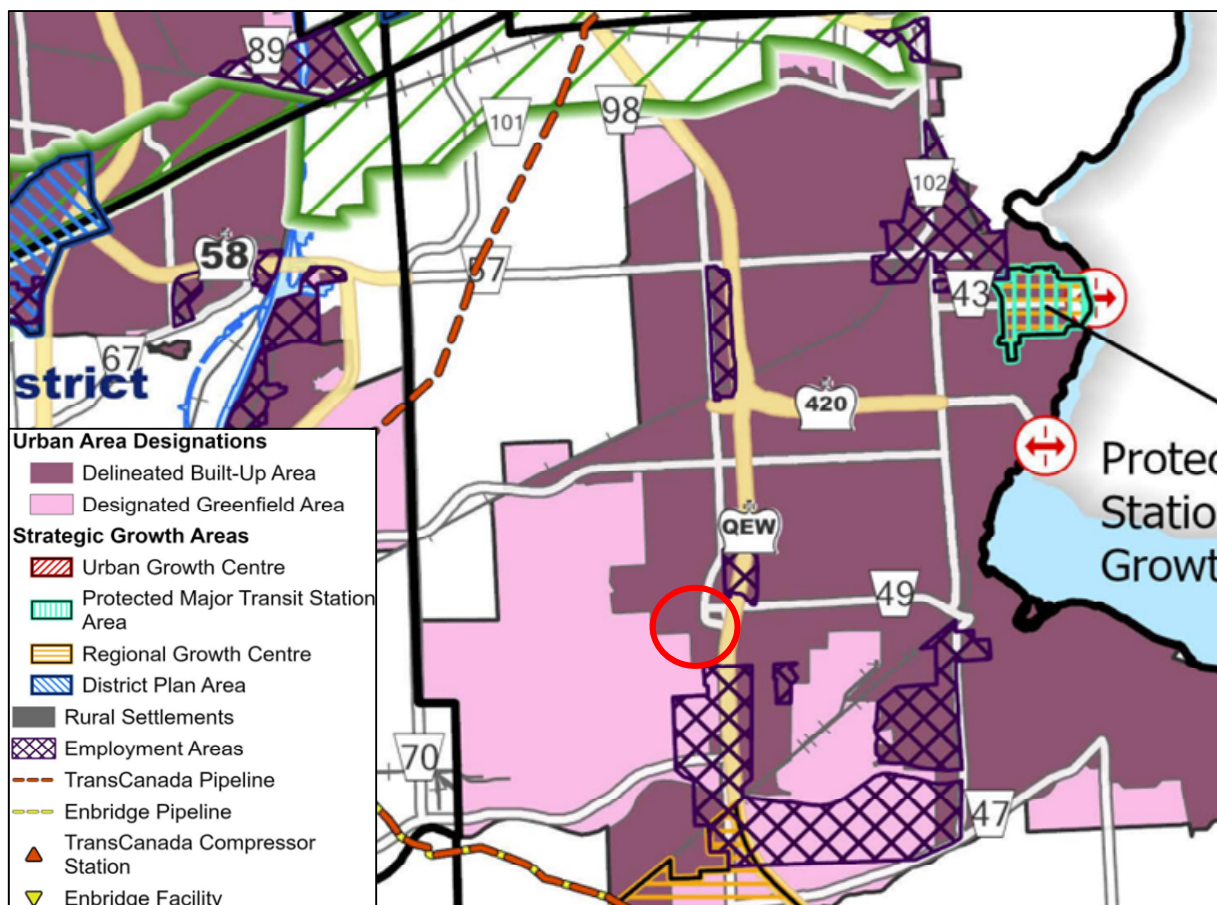 89
101
98
102
58
57
43
67
strict
420
Protec
Statio
Growt
QEW
49
70
47
Urban Area Designations
Delineated Built-Up Area
Designated Greenfield Area
Strategic Growth Areas
Urban Growth Centre
Protected Major Transit Station
Area
Regional Growth Centre
District Plan Area
Rural Settlements
Employment Areas
TransCanada Pipeline
Enbridge Pipeline
TransCanada Compressor
Station
Enbridge Facility